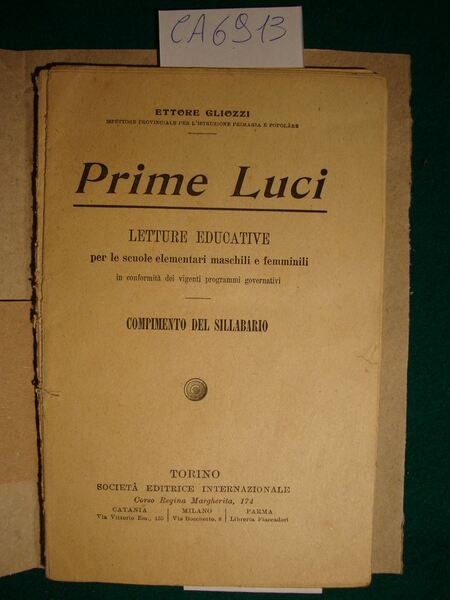 CA6913
ETTORE GLIOZZI
ISPETTORE PROVINCIALE PER L'ISTRUZIONE PRIMARIA E POPOLARE
Prime Luci
LETTURE EDUCATIVE
per le scuole elementari maschili e femminili
in conformità dei vigenti programmi governativi
COMPIMENTO DEL SILLABARIO
TORINO
SOCIETÀ EDITRICE INTERNAZIONALE
Corso Regina Margherita, 174
CATANIA MILANO PARMA
Via Vittorio Em., 135 Via Bocchetto, 8 Libreria Fiaccadori